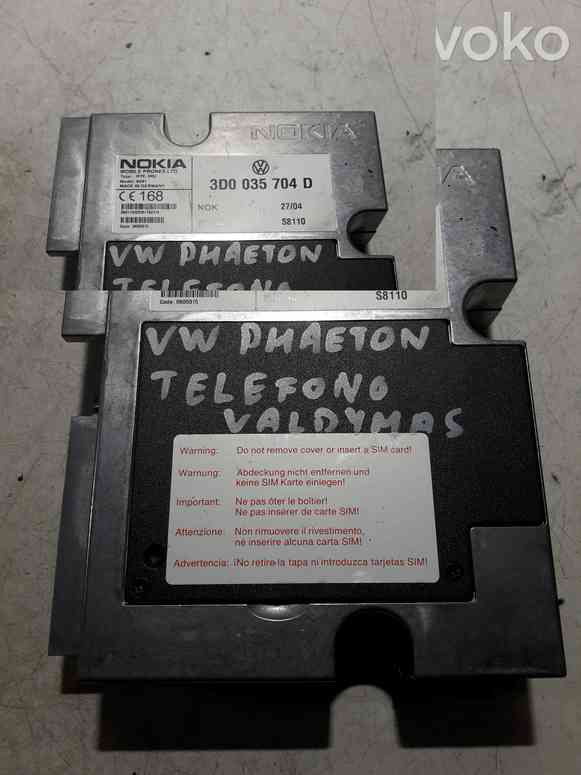 voko
NOKIA
NOKIA
MOBILE PHONES LTD
MADE IN GERMANY
CE 168
3D0 035 704 D
NOK 27/04
S8110
A
VW PHAETON
TELEFONO
S8110
VW PHAETON
TELEFONO
VALDYMAS
Warning: Do not remove cover or insert a SIM card!
Warnung: Abdeckung nicht entfernen und
keine SIM Karte einlegen!
Important: Ne pas ôter le boîtier!
Ne pas insérer de carte SIM!
Attenzione: Non rimuovere il rivestimento,
né inserire alcuna carta SIM!
Advertencia: ¡No retire la tapa ni introduzca tarjetas SIM!